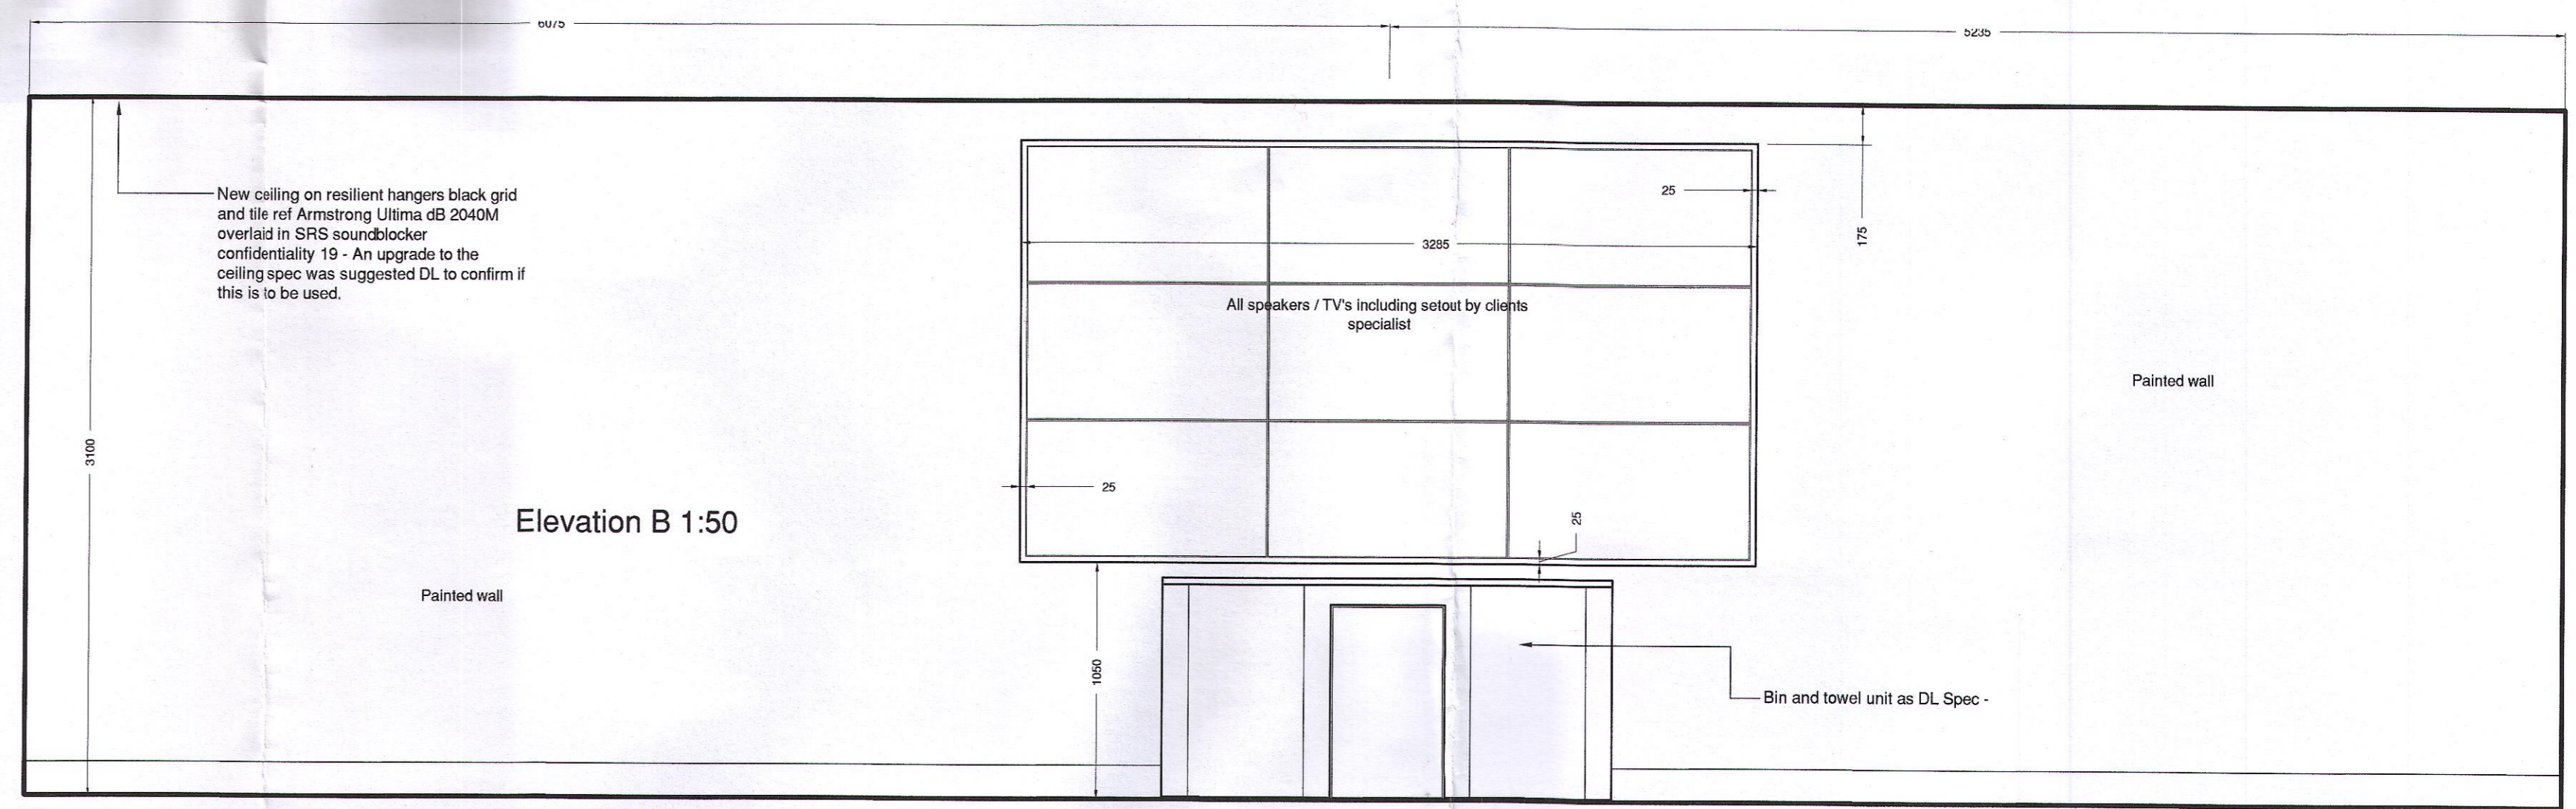 6075
5235
New ceiling on resilient hangers black grid
and tile ref Armstrong Ultima dB 2040M
overlaid in SRS soundblocker
confidentiality 19 - An upgrade to the
ceiling spec was suggested DL to confirm if
this is to be used.
25
175
3285
All speakers / TV's including setout by clients
specialist
Painted wall
3100
25
Elevation B 1:50
25
Painted wall
1050
Bin and towel unit as DL Spec -